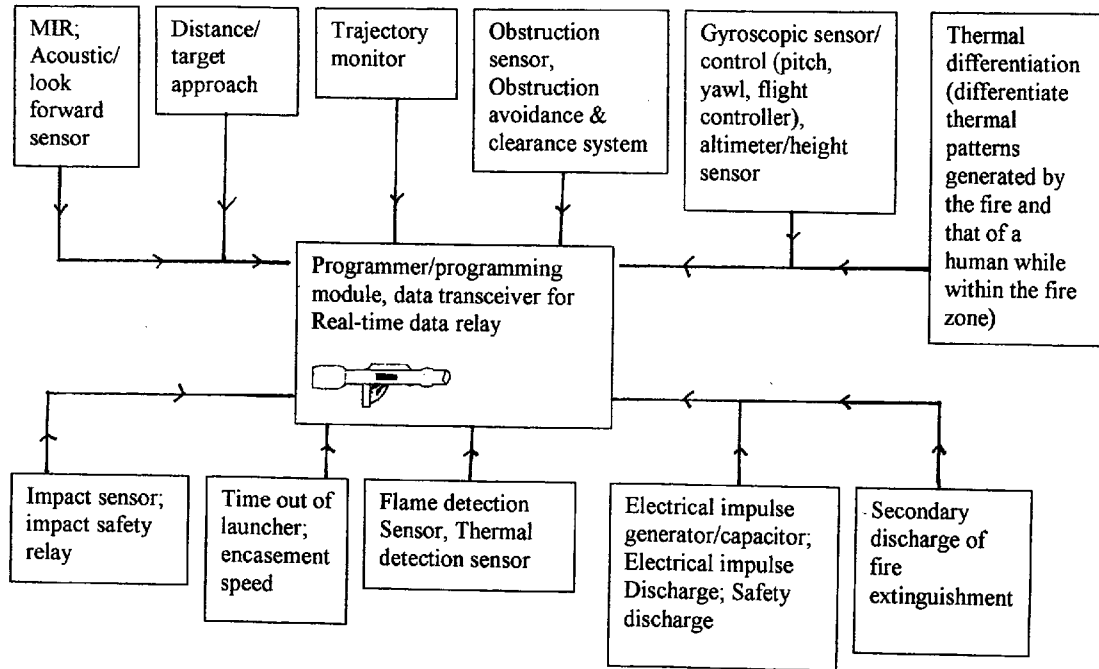 MIR;
Acoustic/
look
forward
sensor
Distance/
target
approach
Trajectory
monitor
Obstruction
sensor,
Obstruction
avoidance &
clearance system
Gyroscopic sensor/
control (pitch,
yawl, flight
controller),
altimeter/height
sensor
Thermal
differentiation
(differentiate
thermal
patterns
generated by
the fire and
that of a
human while
within the fire
zone)
Programmer/programming
module, data transceiver for
Real-time data relay
Impact sensor;
impact safety
relay
Time out of
launcher;
encasement
speed
Flame detection
Sensor, Thermal
detection sensor
Electrical impulse
generator/capacitor;
Electrical impulse
Discharge; Safety
discharge
Secondary
discharge of
fire
extinguishment